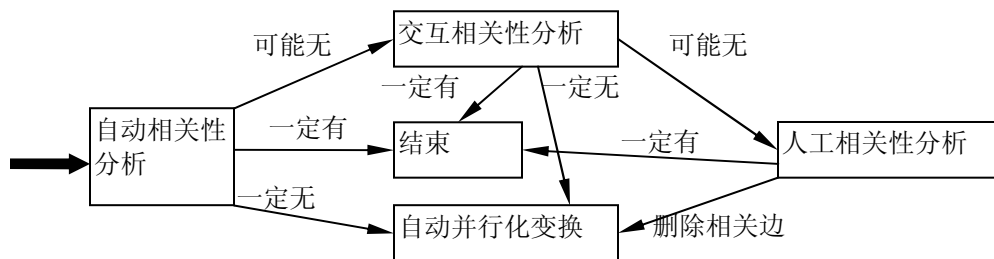 交互相关性分析
可能无
可能无
一定有
一定无
自动相关性
分析
一定有
结束
一定有
人工相关性分析
一定无
自动并行化变换
删除相关边